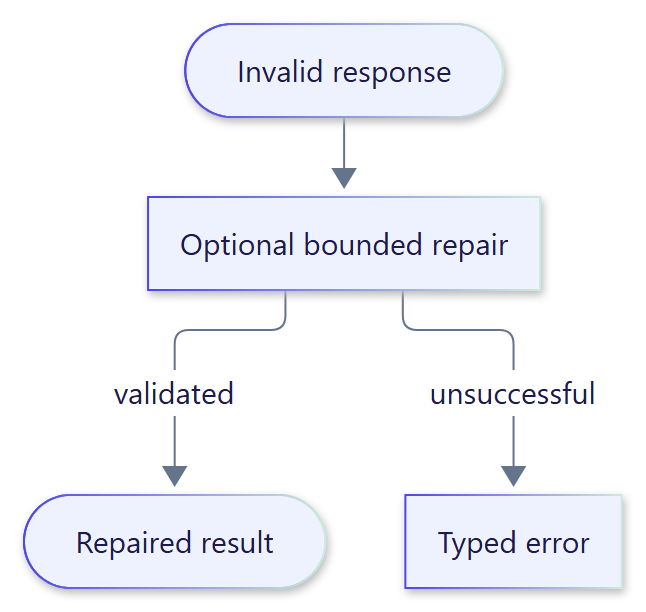 Invalid response
Optional bounded repair
validated
unsuccessful
Repaired result
Typed error